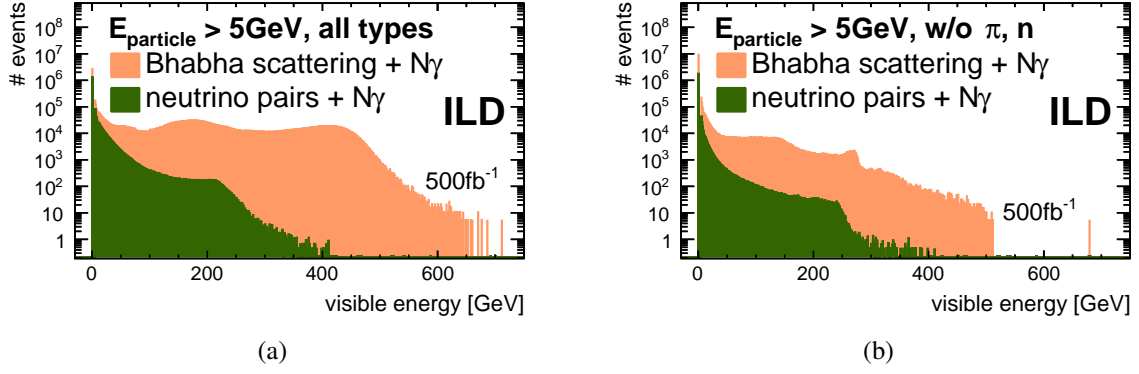 E_particle > 5GeV, all types
Bhabha scattering + Nγ
neutrino pairs + Nγ
ILD
500fb⁻¹
# events
10⁸
10⁷
10⁶
10⁵
10⁴
10³
10²
10
1
0 200 400 600
visible energy [GeV]
(a)
E_particle > 5GeV, w/o π, n
Bhabha scattering + Nγ
neutrino pairs + Nγ
ILD
500fb⁻¹
# events
10⁸
10⁷
10⁶
10⁵
10⁴
10³
10²
10
1
0 200 400 600
visible energy [GeV]
(b)